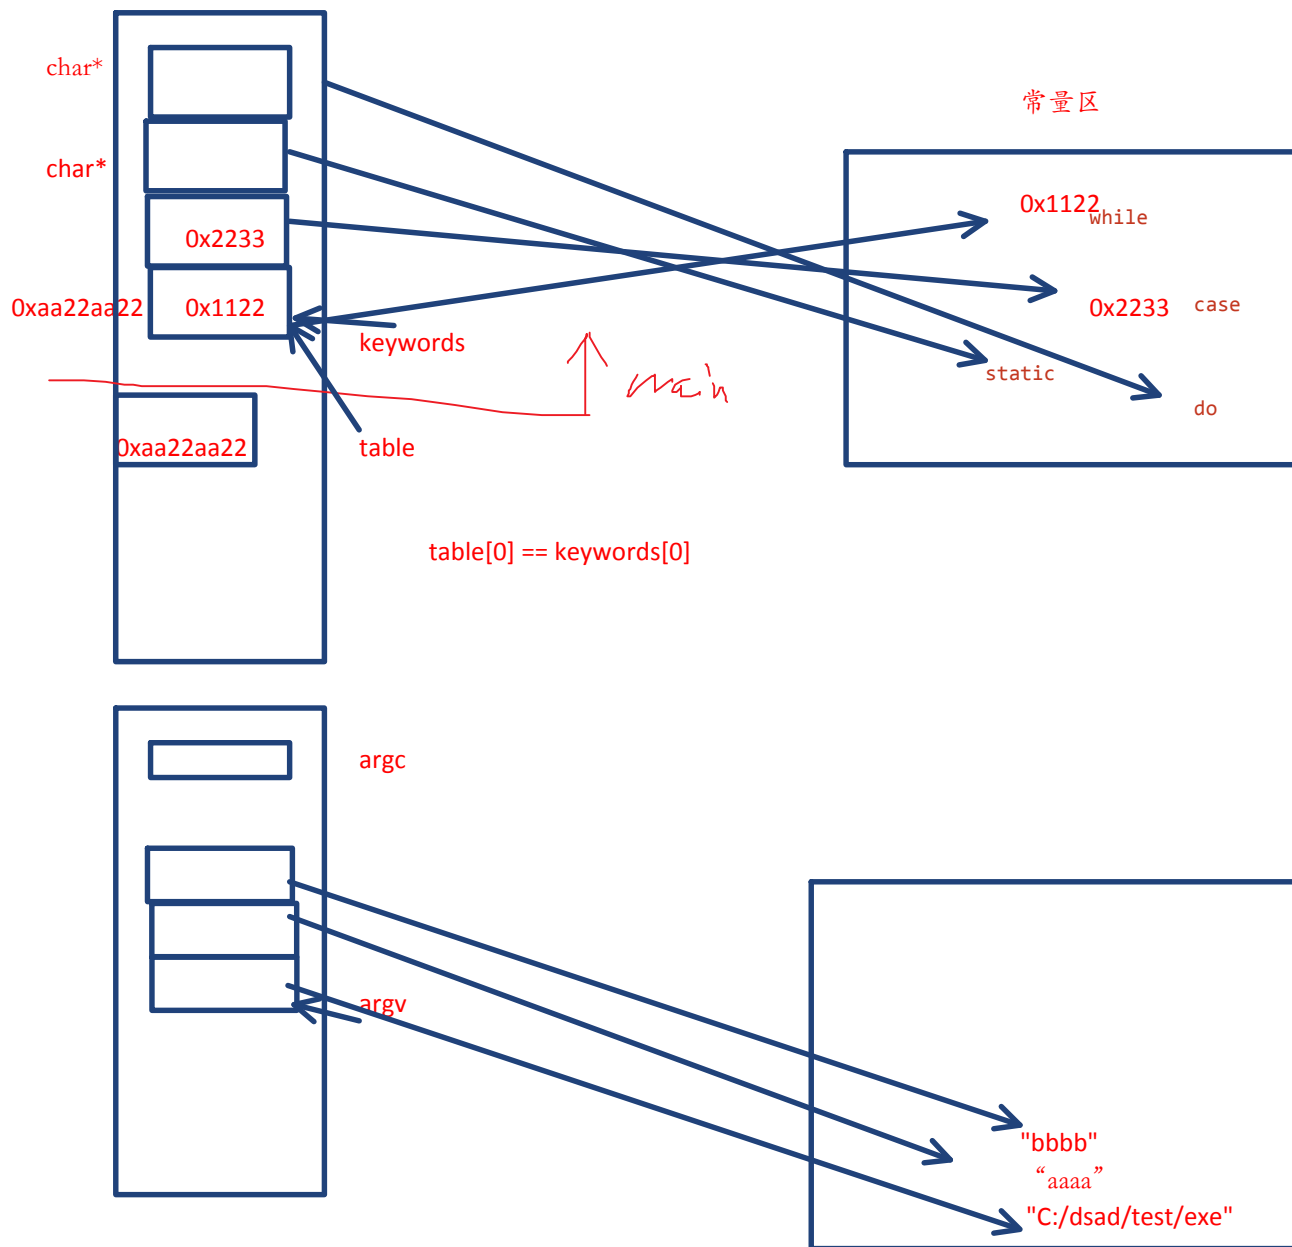 char*
常量区
char*
0x1122 while
0x2233
0xaa22aa22 0x1122
0x2233 case
keywords
static
main
do
0xaa22aa22
table
table[0] == keywords[0]
argc
argv
"bbbb"
“aaaa”
"C:/dsad/test/exe"